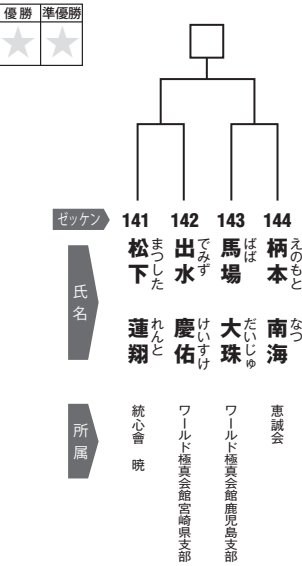 優勝 準優勝
ゼッケン 141 142 143 144
氏名
松下 蓮翔
まつした れんと
出水 慶佑
でみず けいすけ
馬場 大珠
ばば だいじゅ
柄本 南海
えのもと なつ
所属
統心會 暁
ワールド極真会館宮崎県支部
ワールド極真会館鹿児島支部
恵誠会